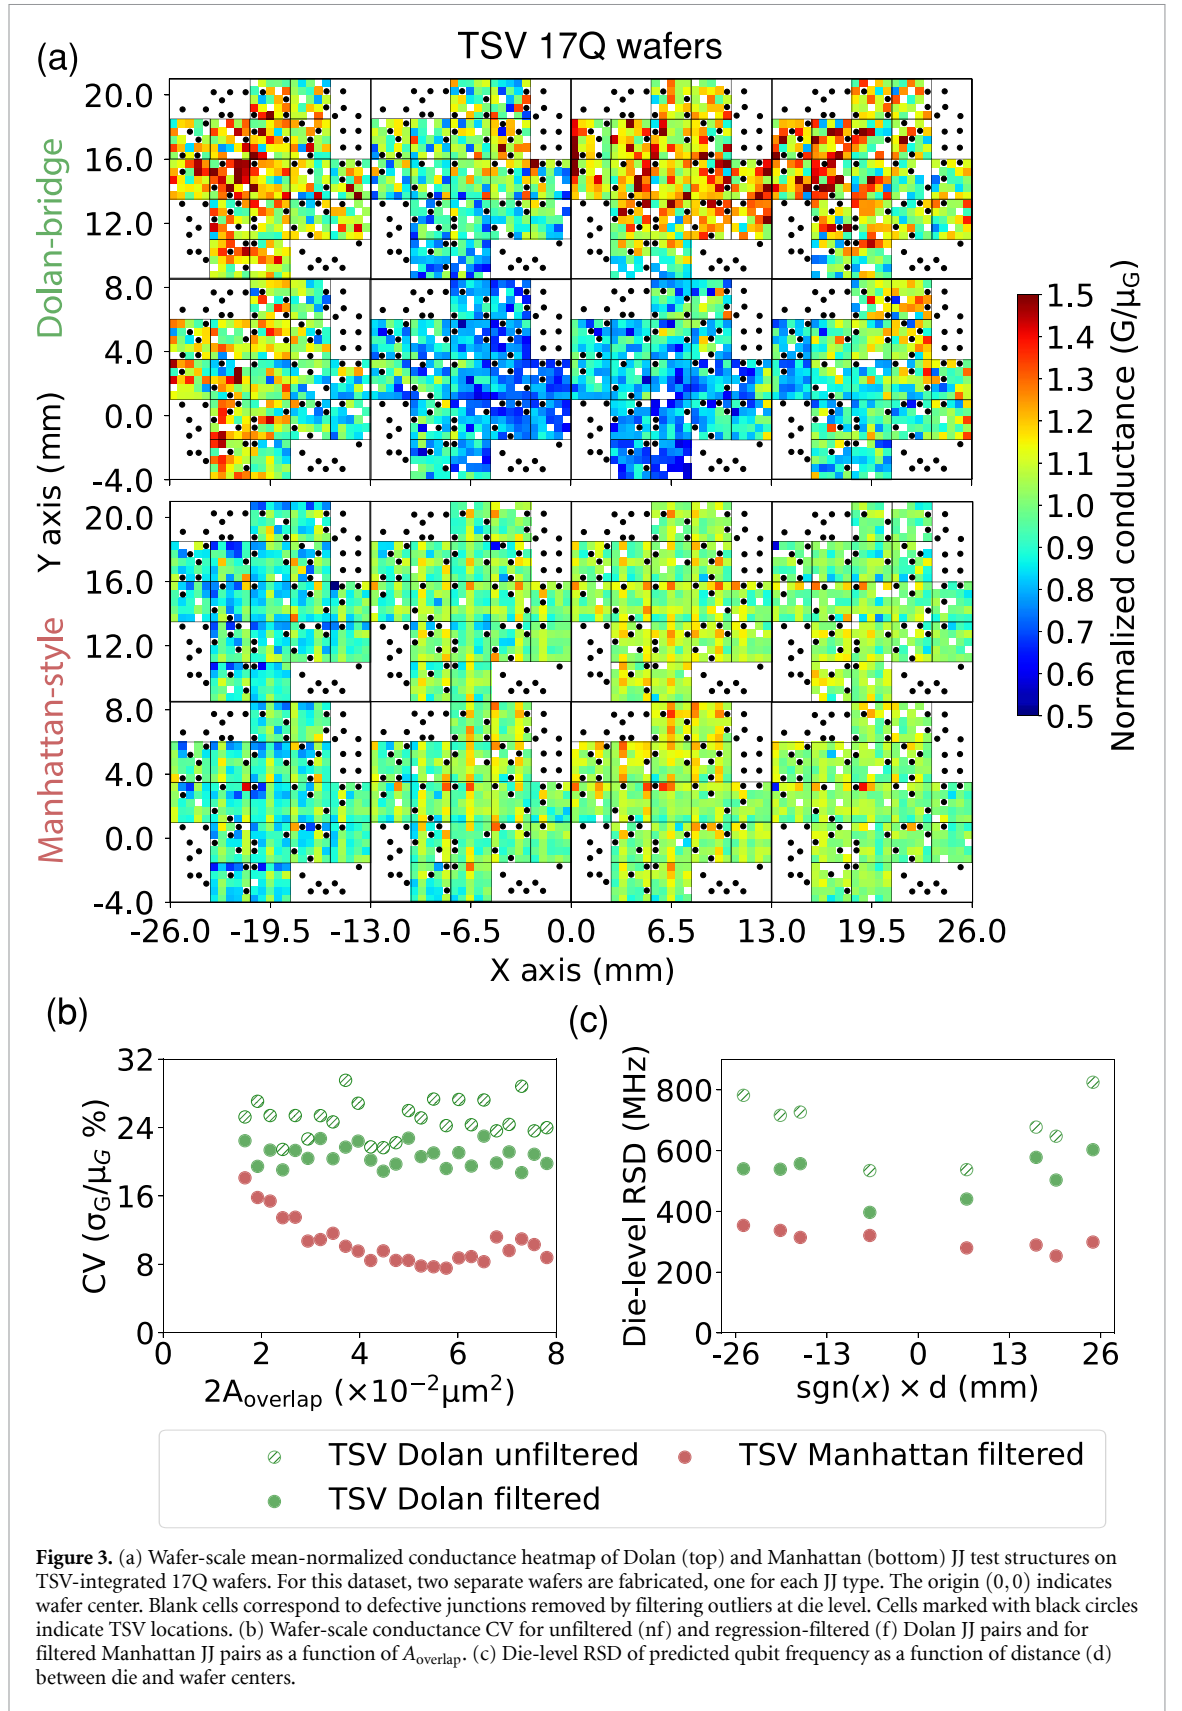 (a)
TSV 17Q wafers
Dolan-bridge
Manhattan-style
Y axis (mm)
20.0
16.0
12.0
8.0
4.0
0.0
-4.0
20.0
16.0
12.0
8.0
4.0
0.0
-4.0
-26.0 -19.5 -13.0 -6.5 0.0 6.5 13.0 19.5 26.0
X axis (mm)
1.5
1.4
1.3
1.2
1.1
1.0
0.9
0.8
0.7
0.6
0.5
Normalized conductance (G/μG)
(b)
CV (σG/μG %)
32
24
16
8
0
0 2 4 6 8
2Aoverlap (×10⁻²μm²)
(c)
Die-level RSD (MHz)
800
600
400
200
0
-26 -13 0 13 26
sgn(x) × d (mm)
TSV Dolan unfiltered
TSV Manhattan filtered
TSV Dolan filtered
Figure 3. (a) Wafer-scale mean-normalized conductance heatmap of Dolan (top) and Manhattan (bottom) JJ test structures on
TSV-integrated 17Q wafers. For this dataset, two separate wafers are fabricated, one for each JJ type. The origin (0,0) indicates
wafer center. Blank cells correspond to defective junctions removed by filtering outliers at die level. Cells marked with black circles
indicate TSV locations. (b) Wafer-scale conductance CV for unfiltered (nf) and regression-filtered (f) Dolan JJ pairs and for
filtered Manhattan JJ pairs as a function of Aoverlap. (c) Die-level RSD of predicted qubit frequency as a function of distance (d)
between die and wafer centers.